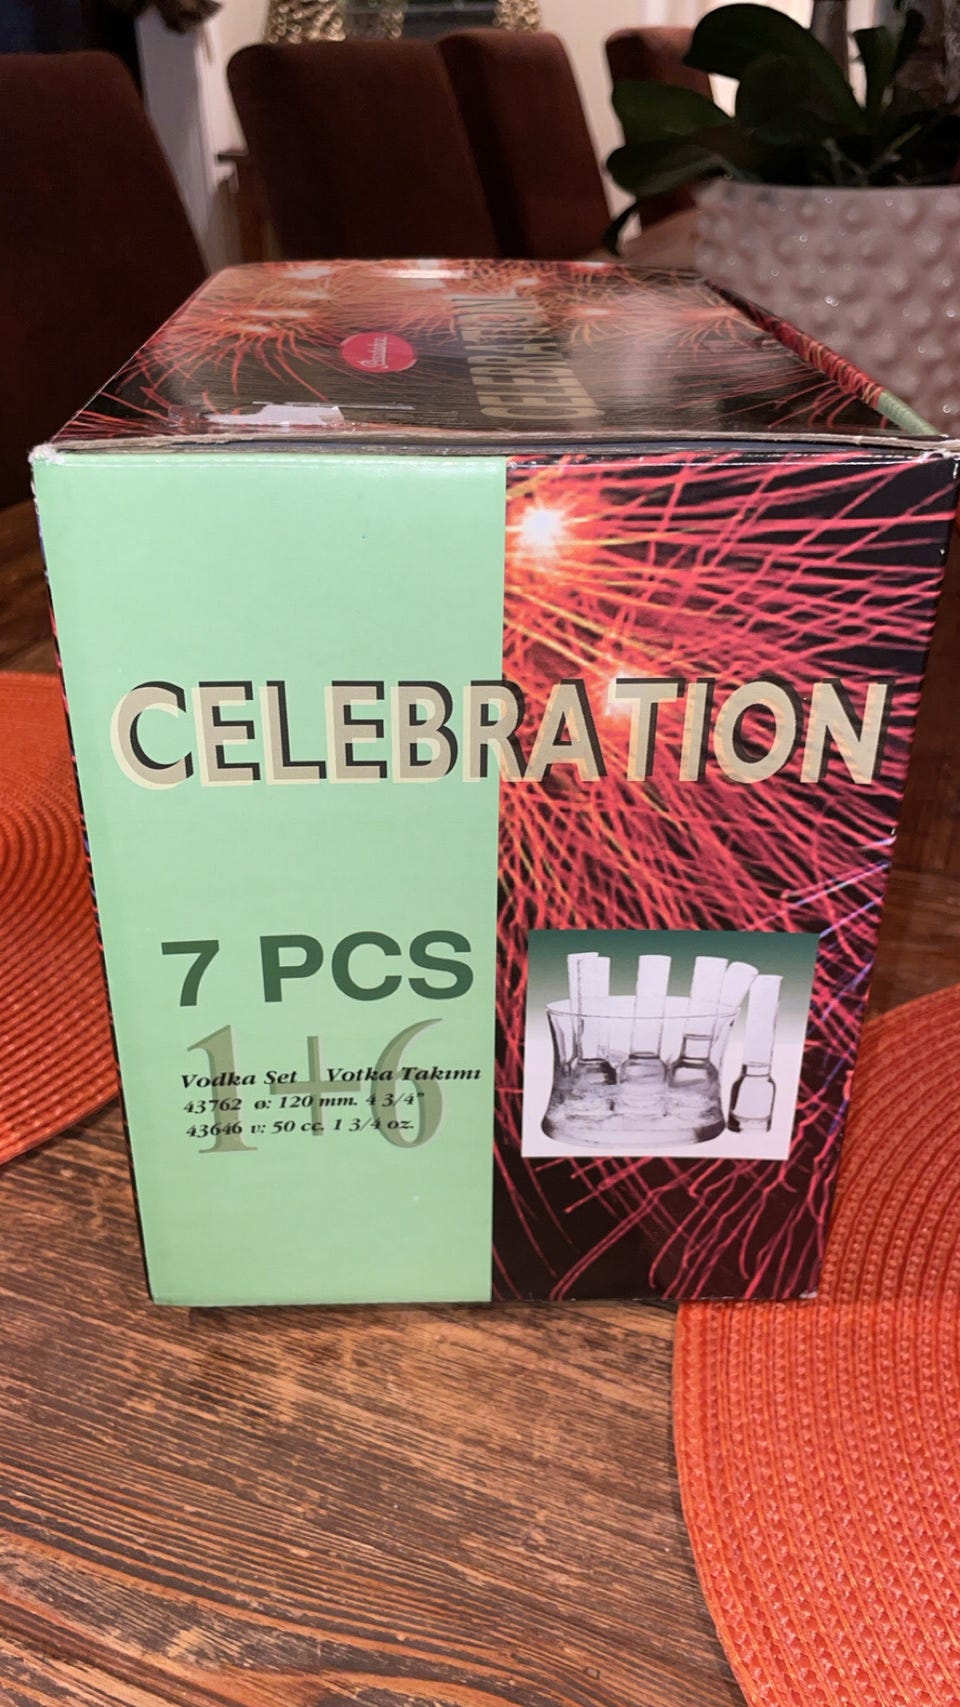 CELEBRATION
CELEBRATION
7 PCS
1+6
Vodka Set Votka Takımı
43762 ø: 120 mm. 4 3/4"
43646 v: 50 cc. 1 3/4 oz.